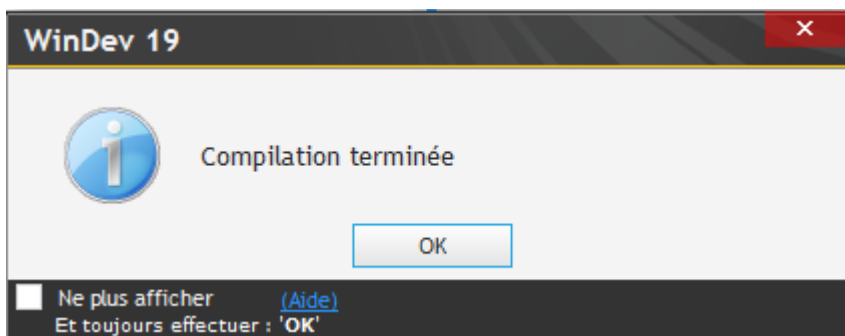 WinDev 19
Compilation terminée
OK
Ne plus afficher (Aide)
Et toujours effectuer : 'OK'